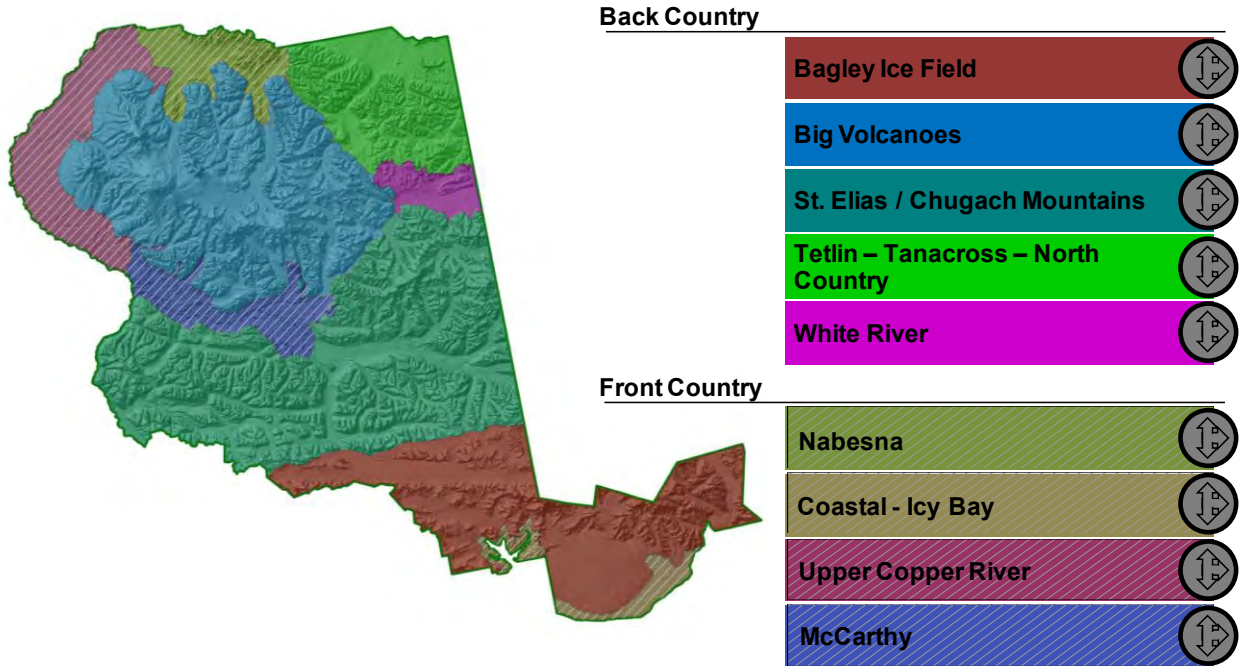 Back Country
Bagley Ice Field
Big Volcanoes
St. Elias / Chugach Mountains
Tetlin – Tanacross – North
Country
White River
Front Country
Nabesna
Coastal - Icy Bay
Upper Copper River
McCarthy